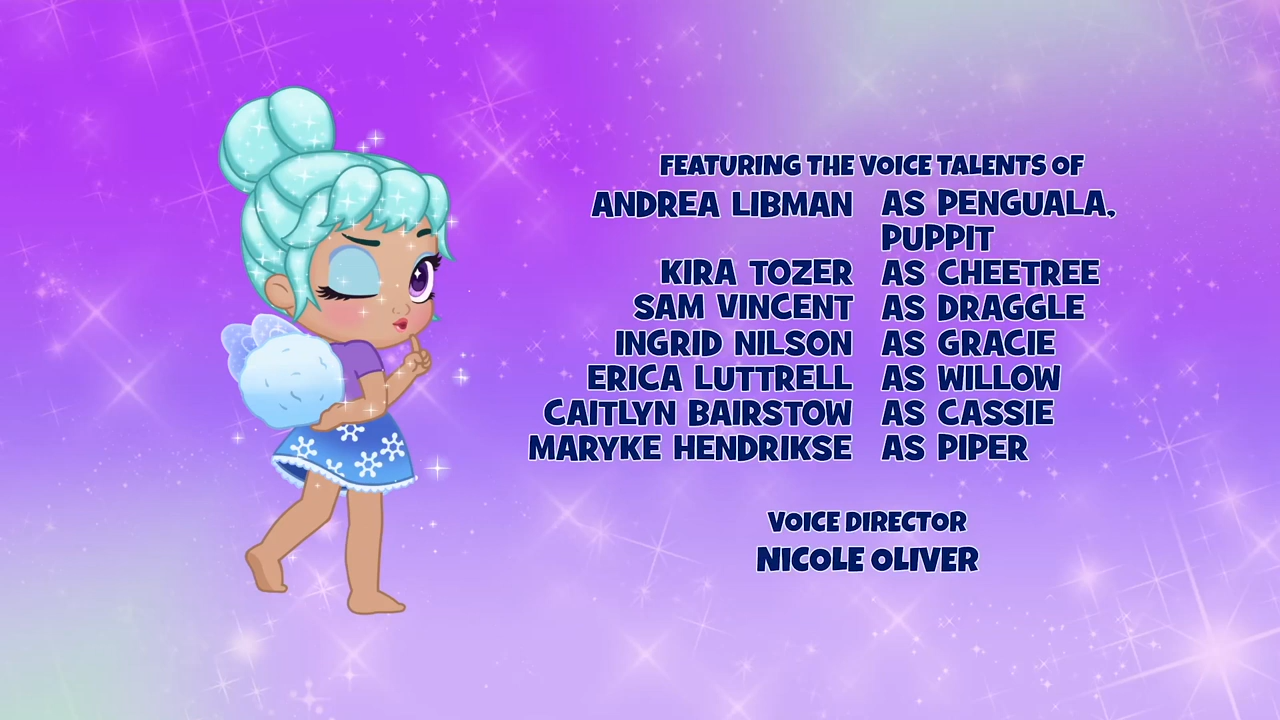 FEATURING THE VOICE TALENTS OF
ANDREA LIBMAN AS PENGUALA,
PUPPIT
KIRA TOZER AS CHEETREE
SAM VINCENT AS DRAGGLE
INGRID NILSON AS GRACIE
ERICA LUTTRELL AS WILLOW
CAITLYN BAIRSTOW AS CASSIE
MARYKE HENDRIKSE AS PIPER
VOICE DIRECTOR
NICOLE OLIVER